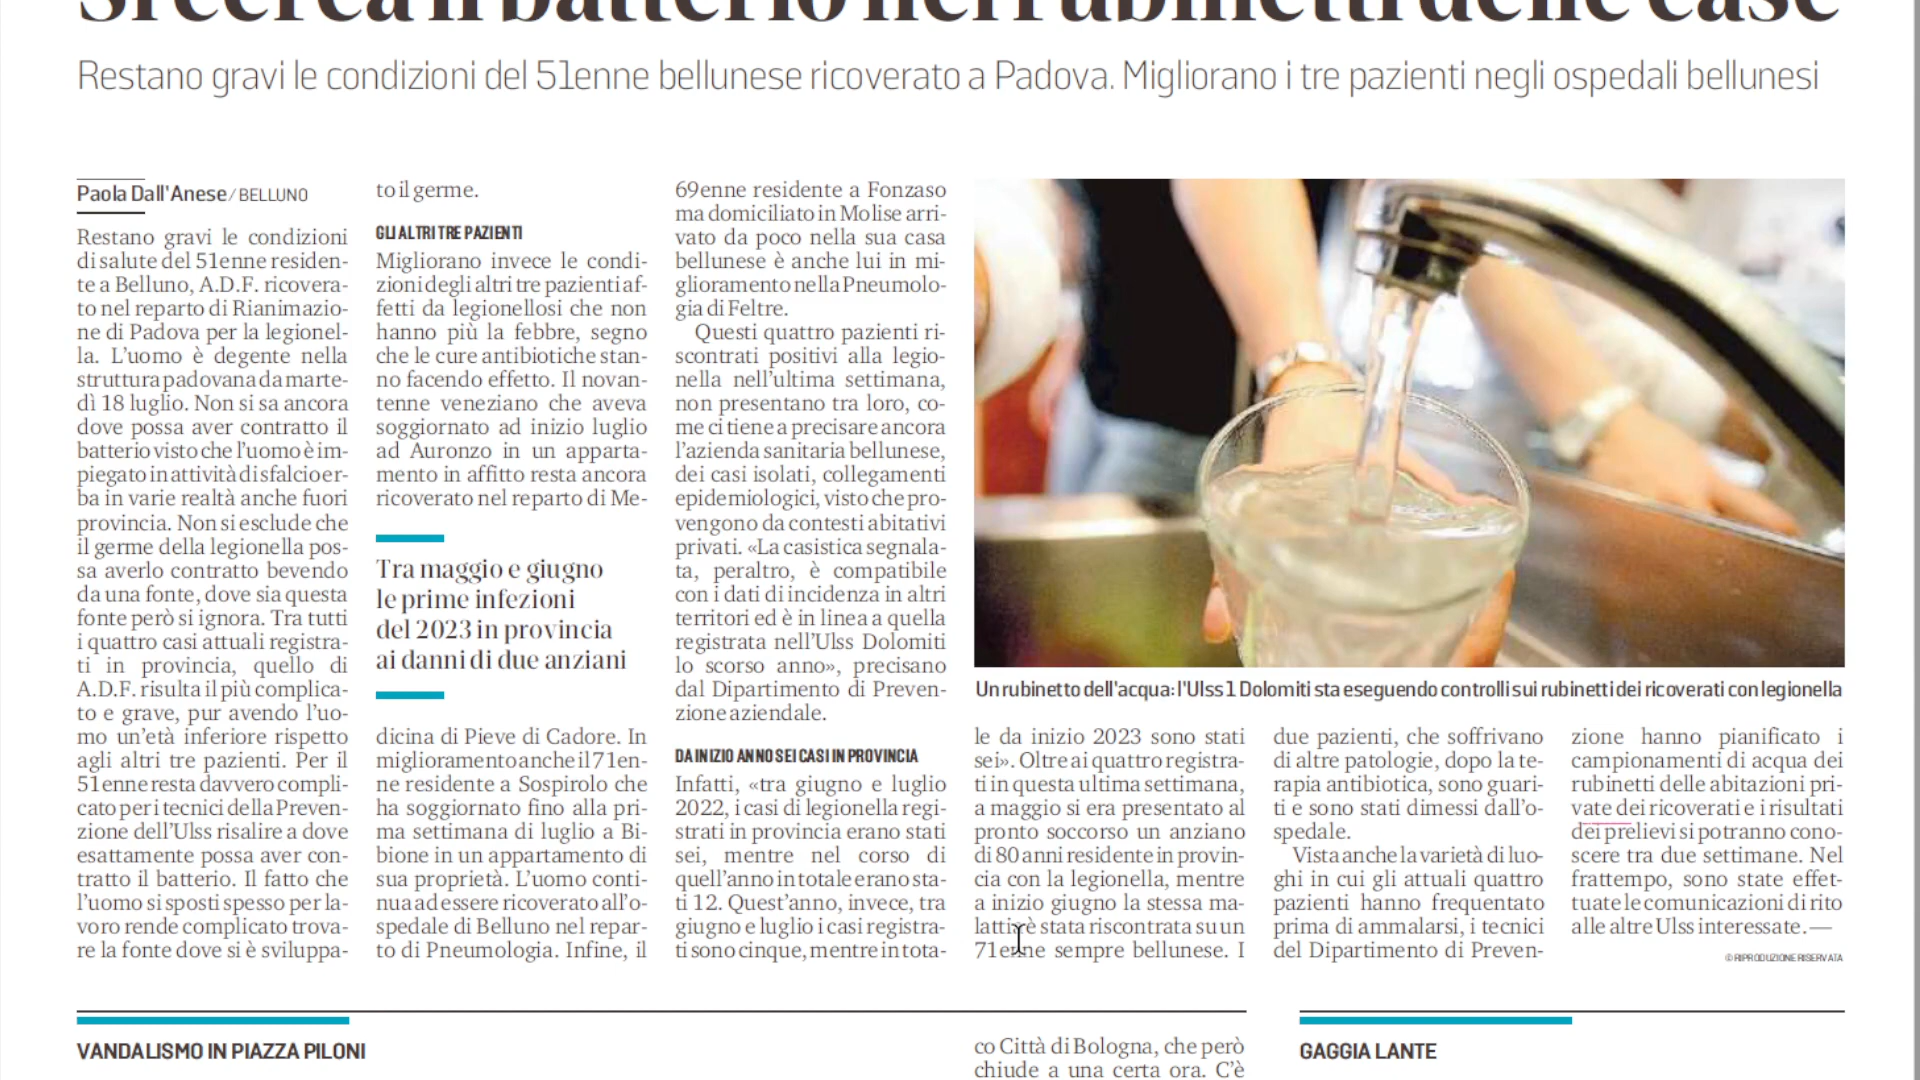 Si cerca il batterio nei rubinetti delle case
Restano gravi le condizioni del 51enne bellunese ricoverato a Padova. Migliorano i tre pazienti negli ospedali bellunesi
Paola Dall'Anese / BELLUNO
Restano gravi le condizioni
di salute del 51enne residen-
te a Belluno, A.D.F. ricovera-
to nel reparto di Rianimazio-
ne di Padova per la legionel-
la. L'uomo è degente nella
struttura padovana da marte-
dì 18 luglio. Non si sa ancora
dove possa aver contratto il
batterio visto che l'uomo è im-
piegato in attività di sfalcio er-
ba in varie realtà anche fuori
provincia. Non si esclude che
il germe della legionella pos-
sa averlo contratto bevendo
da una fonte, dove sia questa
fonte però si ignora. Tra tutti
i quattro casi attuali registra-
ti in provincia, quello di
A.D.F. risulta il più complica-
to e grave, pur avendo l'uo-
mo un'età inferiore rispetto
agli altri tre pazienti. Per il
51enne resta davvero compli-
cato per i tecnici della Preven-
zione dell'Ulss risalire a dove
esattamente possa aver con-
tratto il batterio. Il fatto che
l'uomo si sposti spesso per la-
voro rende complicato trova-
re la fonte dove si è sviluppa-
to il germe.
GLI ALTRI TRE PAZIENTI
Migliorano invece le condi-
zioni degli altri tre pazienti af-
fetti da legionellosi che non
hanno più la febbre, segno
che le cure antibiotiche stan-
no facendo effetto. Il novan-
tenne veneziano che aveva
soggiornato ad inizio luglio
ad Auronzo in un apparta-
mento in affitto resta ancora
ricoverato nel reparto di Me-
Tra maggio e giugno
le prime infezioni
del 2023 in provincia
ai danni di due anziani
dicina di Pieve di Cadore. In
miglioramento anche il 71en-
ne residente a Sospirolo che
ha soggiornato fino alla pri-
ma settimana di luglio a Bi-
bione in un appartamento di
sua proprietà. L'uomo conti-
nua ad essere ricoverato all'o-
spedale di Belluno nel repar-
to di Pneumologia. Infine, il
69enne residente a Fonzaso
ma domiciliato in Molise arri-
vato da poco nella sua casa
bellunese è anche lui in mi-
glioramento nella Pneumolo-
gia di Feltre.
Questi quattro pazienti ri-
scontrati positivi alla legio-
nella nell'ultima settimana,
non presentano tra loro, co-
me ci tiene a precisare ancora
l'azienda sanitaria bellunese,
dei casi isolati, collegamenti
epidemiologici, visto che pro-
vengono da contesti abitativi
privati. «La casistica segnala-
ta, peraltro, è compatibile
con i dati di incidenza in altri
territori ed è in linea a quella
registrata nell'Ulss Dolomiti
lo scorso anno», precisano
dal Dipartimento di Preven-
zione aziendale.
DA INIZIO ANNO SEI CASI IN PROVINCIA
Infatti, «tra giugno e luglio
2022, i casi di legionella regi-
strati in provincia erano stati
sei, mentre nel corso di
quell'anno in totale erano sta-
ti 12. Quest'anno, invece, tra
giugno e luglio i casi registra-
ti sono cinque, mentre in tota-
Un rubinetto dell'acqua: l'Ulss 1 Dolomiti sta eseguendo controlli sui rubinetti dei ricoverati con legionella
le da inizio 2023 sono stati
sei». Oltre ai quattro registra-
ti in questa ultima settimana,
a maggio si era presentato al
pronto soccorso un anziano
di 80 anni residente in provin-
cia con la legionella, mentre
a inizio giugno la stessa ma-
lattia è stata riscontrata su un
71enne sempre bellunese. I
due pazienti, che soffrivano
di altre patologie, dopo la te-
rapia antibiotica, sono guari-
ti e sono stati dimessi dall'o-
spedale.
Vista anche la varietà di luo-
ghi in cui gli attuali quattro
pazienti hanno frequentato
prima di ammalarsi, i tecnici
del Dipartimento di Preven-
zione hanno pianificato i
campionamenti di acqua dei
rubinetti delle abitazioni pri-
vate dei ricoverati e i risultati
dei prelievi si potranno cono-
scere tra due settimane. Nel
frattempo, sono state effet-
tuate le comunicazioni di rito
alle altre Ulss interessate. —
© RIPRODUZIONE RISERVATA
VANDALISMO IN PIAZZA PILONI
co Città di Bologna, che però
chiude a una certa ora. C'è
GAGGIA LANTE